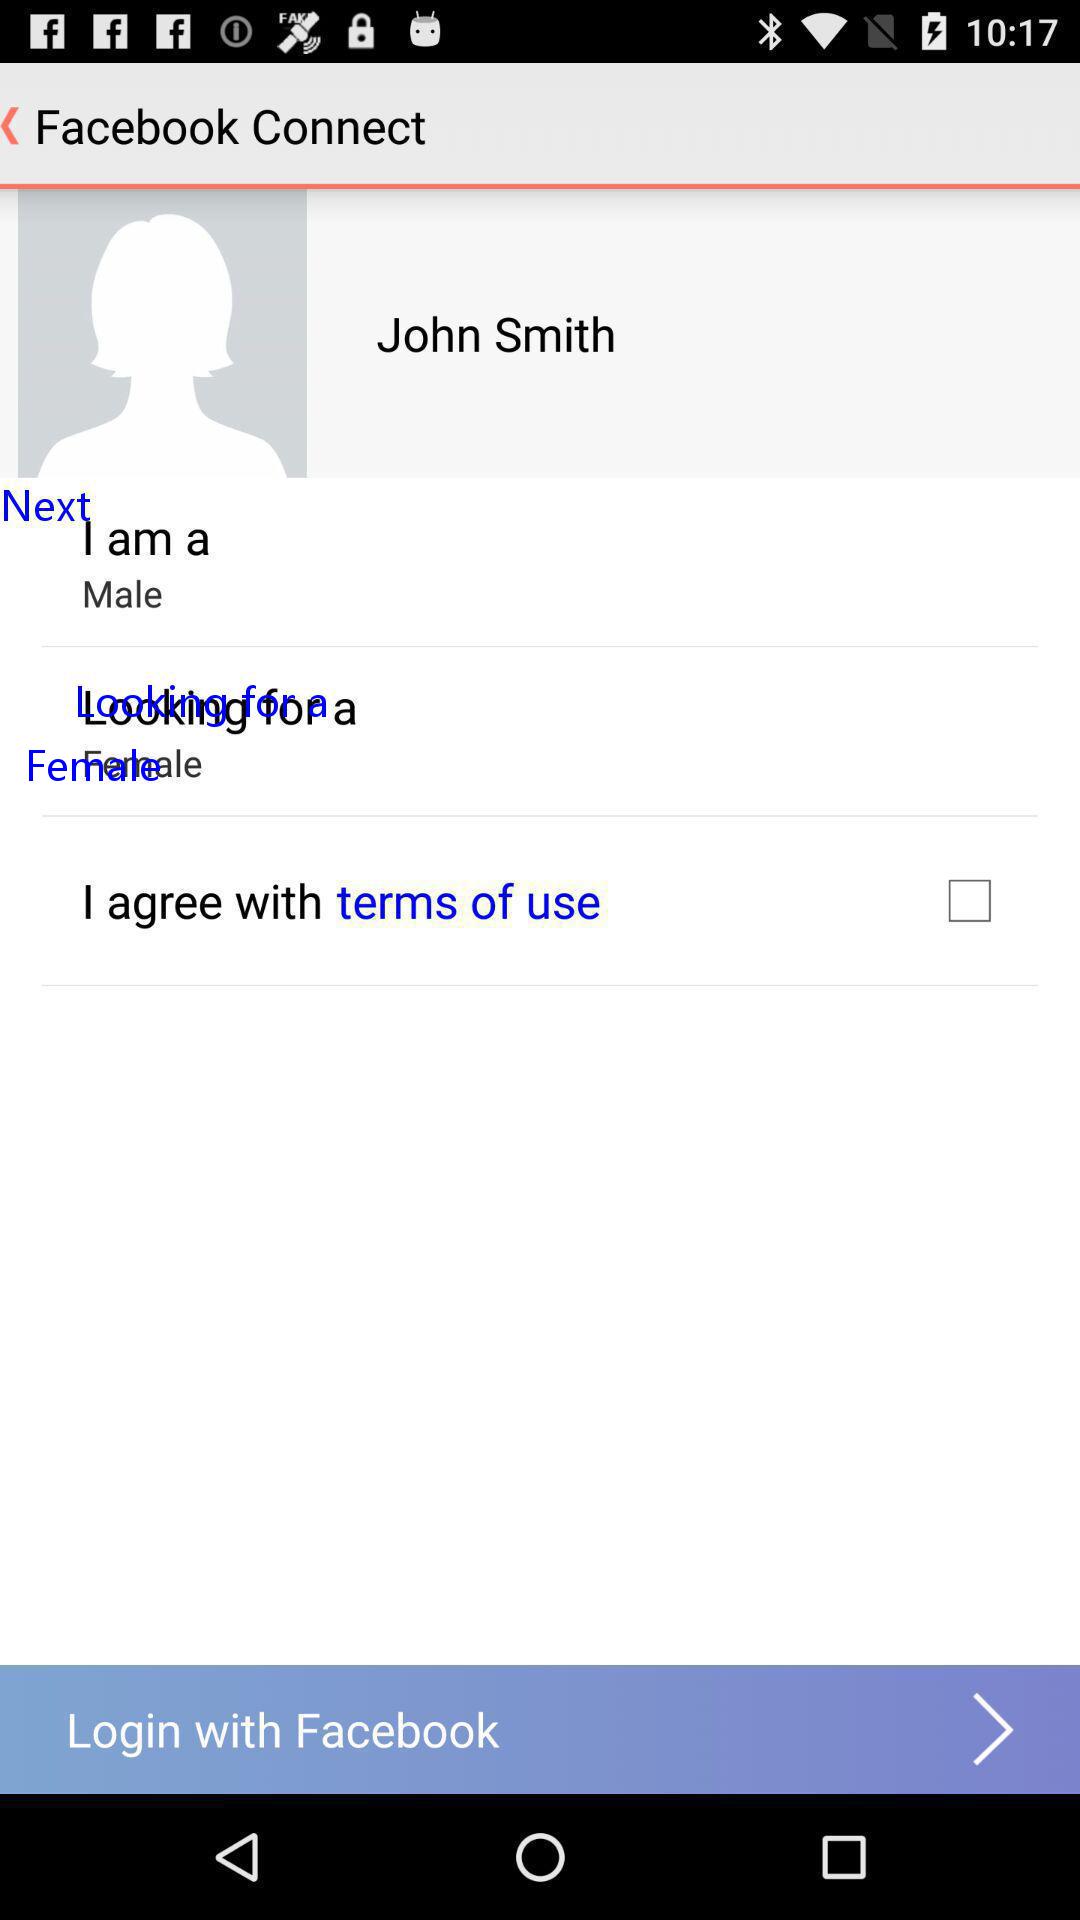 FAKE
10:17
Facebook Connect
John Smith
Next
I am a
Male
Looking for a
Looking for a
Female
Female
I agree with terms of use
Login with Facebook